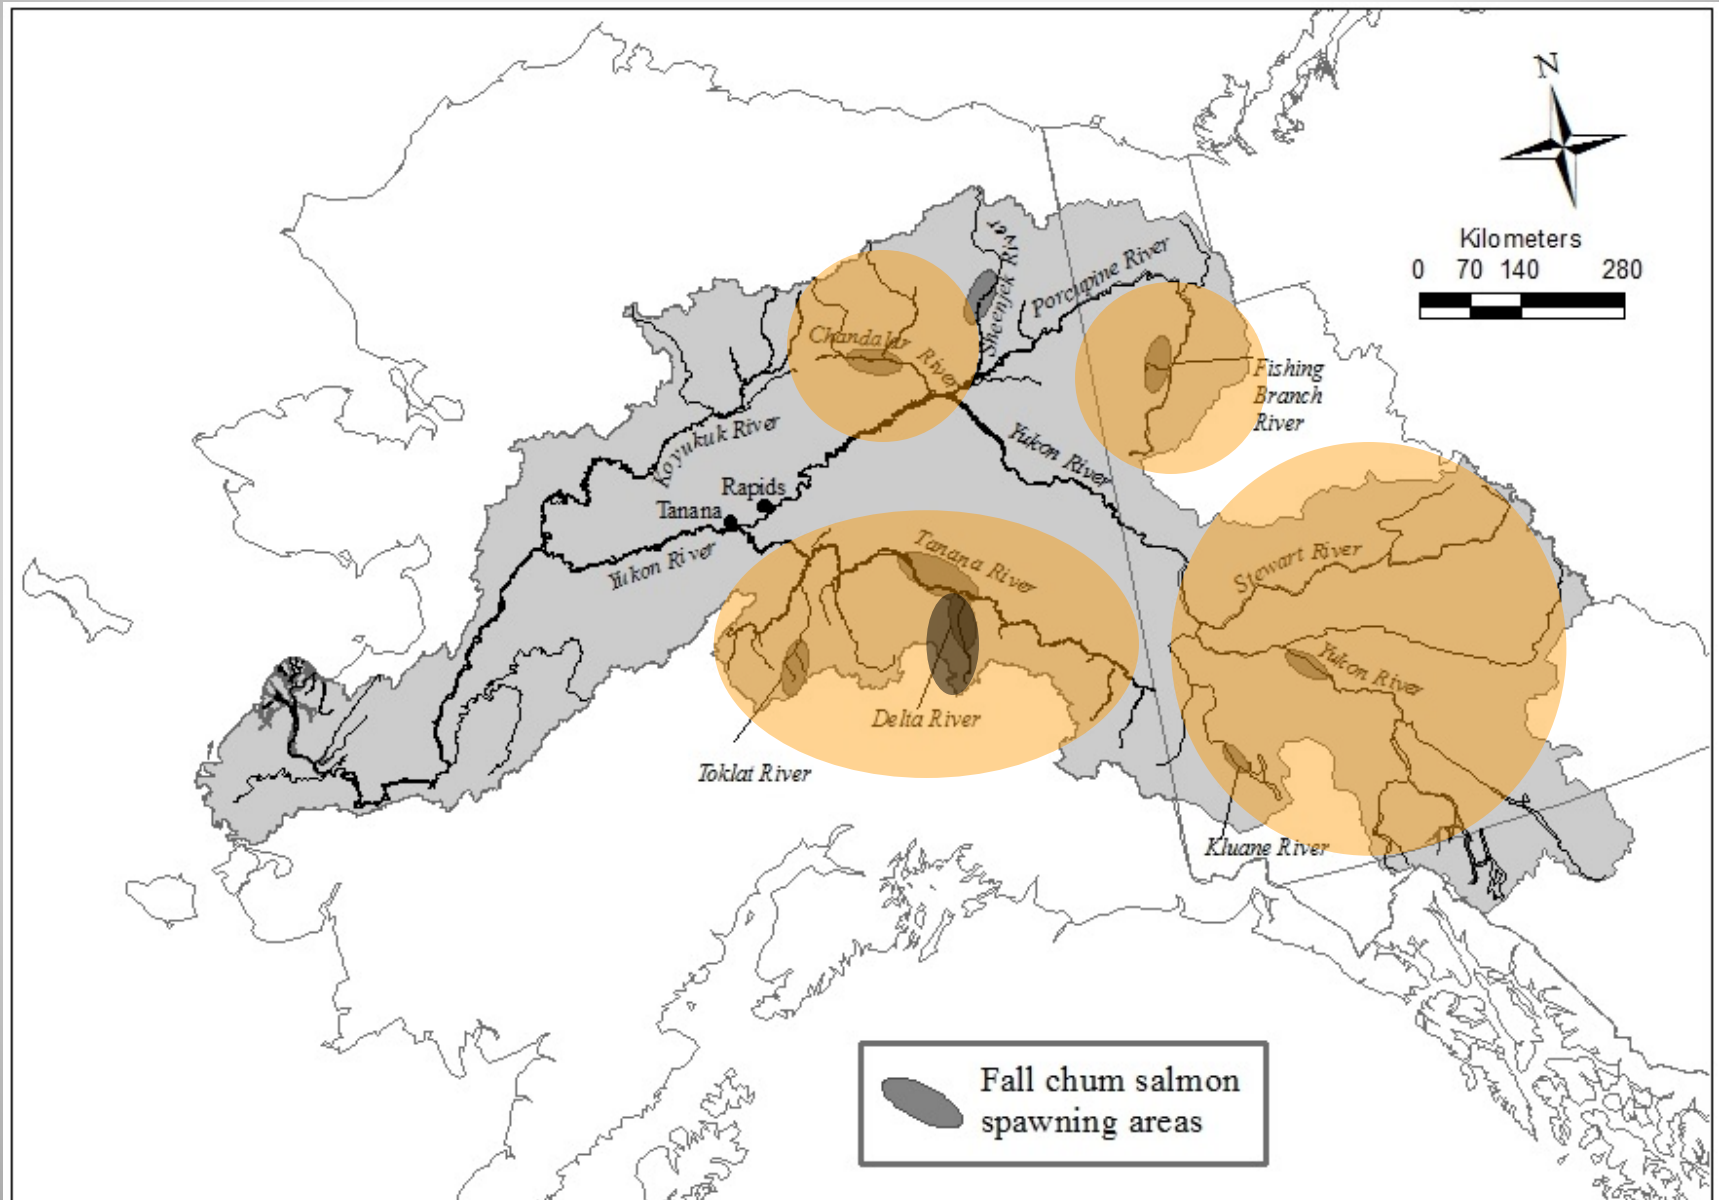 N
Kilometers
0 70 140 280
Sheenjek River
Porcupine River
Chandalar River
Fishing
Branch
River
Koyukuk River
Yukon River
Rapids
Tanana
Yukon River
Tanana River
Stewart River
Yukon River
Delta River
Toklat River
Kluane River
Fall chum salmon
spawning areas